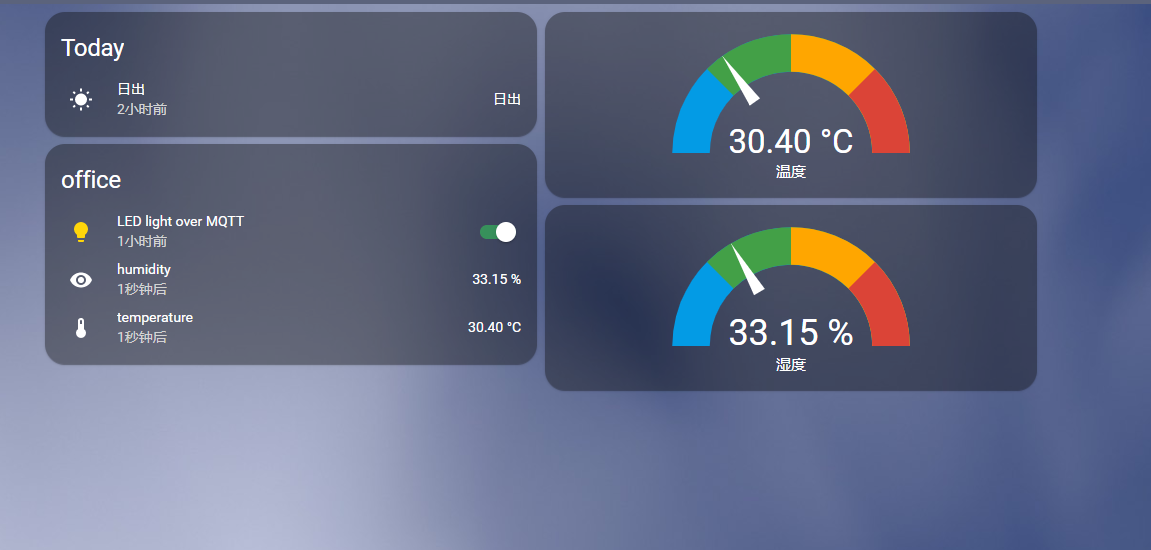 Today
日出
2小时前
日出
office
LED light over MQTT
1小时前
humidity
1秒钟后
33.15 %
temperature
1秒钟后
30.40 °C
30.40 °C
温度
33.15 %
湿度